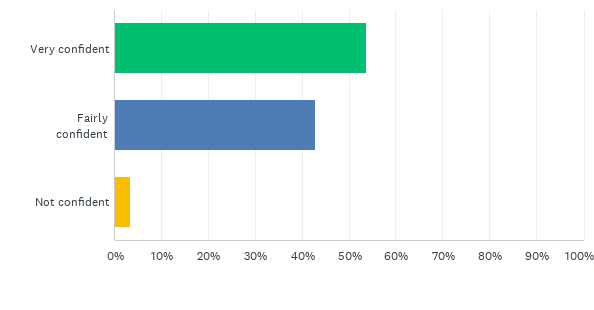 Very confident
Fairly
confident
Not confident
0% 10% 20% 30% 40% 50% 60% 70% 80% 90% 100%